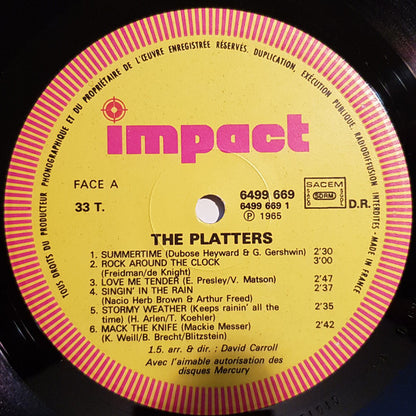 TOUS DROITS DU PRODUCTEUR PHONOGRAPHIQUE ET DU PROPRIÉTAIRE DE L'ŒUVRE ENREGISTRÉE RÉSERVÉS. DUPLICATION, EXÉCUTION PUBLIQUE, RADIODIFFUSION INTERDITES - MADE IN FRANCE
impact
FACE A
33 T.
6499 669
6499 669 1
Ⓟ 1965
SACEM
SDRM
D.R.
THE PLATTERS
1. SUMMERTIME (Dubose Heyward & G. Gershwin) 2'30
2. ROCK AROUND THE CLOCK 3'00
(Freidman/de Knight)
3. LOVE ME TENDER (E. Presley/V. Matson) 2'47
4. SINGIN' IN THE RAIN 2'37
(Nacio Herb Brown & Arthur Freed)
5. STORMY WEATHER (Keeps rainin' all the 2'35
time) (H. Arlen/T. Koehler)
6. MACK THE KNIFE (Mackie Messer) 2'42
(K. Weill/B. Brecht/Blitzstein)
1.5. arr. & dir. : David Carroll
Avec l'aimable autorisation des
disques Mercury